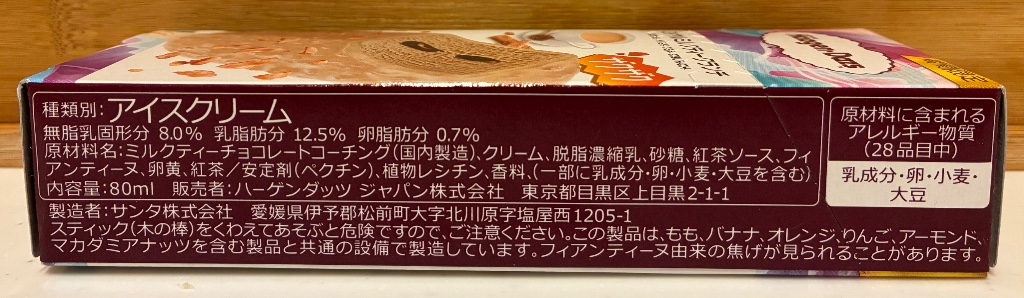 Häagen-Dazs
ザクザク
種類別:アイスクリーム
無脂乳固形分 8.0% 乳脂肪分 12.5% 卵脂肪分 0.7%
原材料名:ミルクティーチョコレートコーチング(国内製造)、クリーム、脱脂濃縮乳、砂糖、紅茶ソース、フィ
アンティーヌ、卵黄、紅茶/安定剤(ペクチン)、植物レシチン、香料、(一部に乳成分・卵・小麦・大豆を含む)
内容量:80ml 販売者:ハーゲンダッツ ジャパン株式会社 東京都目黒区上目黒2-1-1
製造者:サンタ株式会社 愛媛県伊予郡松前町大字北川原字塩屋西1205-1
スティック(木の棒)をくわえてあそぶと危険ですので、ご注意ください。この製品は、もも、バナナ、オレンジ、りんご、アーモンド、
マカダミアナッツを含む製品と共通の設備で製造しています。フィアンティーヌ由来の焦げが見られることがあります。
原材料に含まれる
アレルギー物質
(28品目中)
乳成分・卵・小麦・
大豆